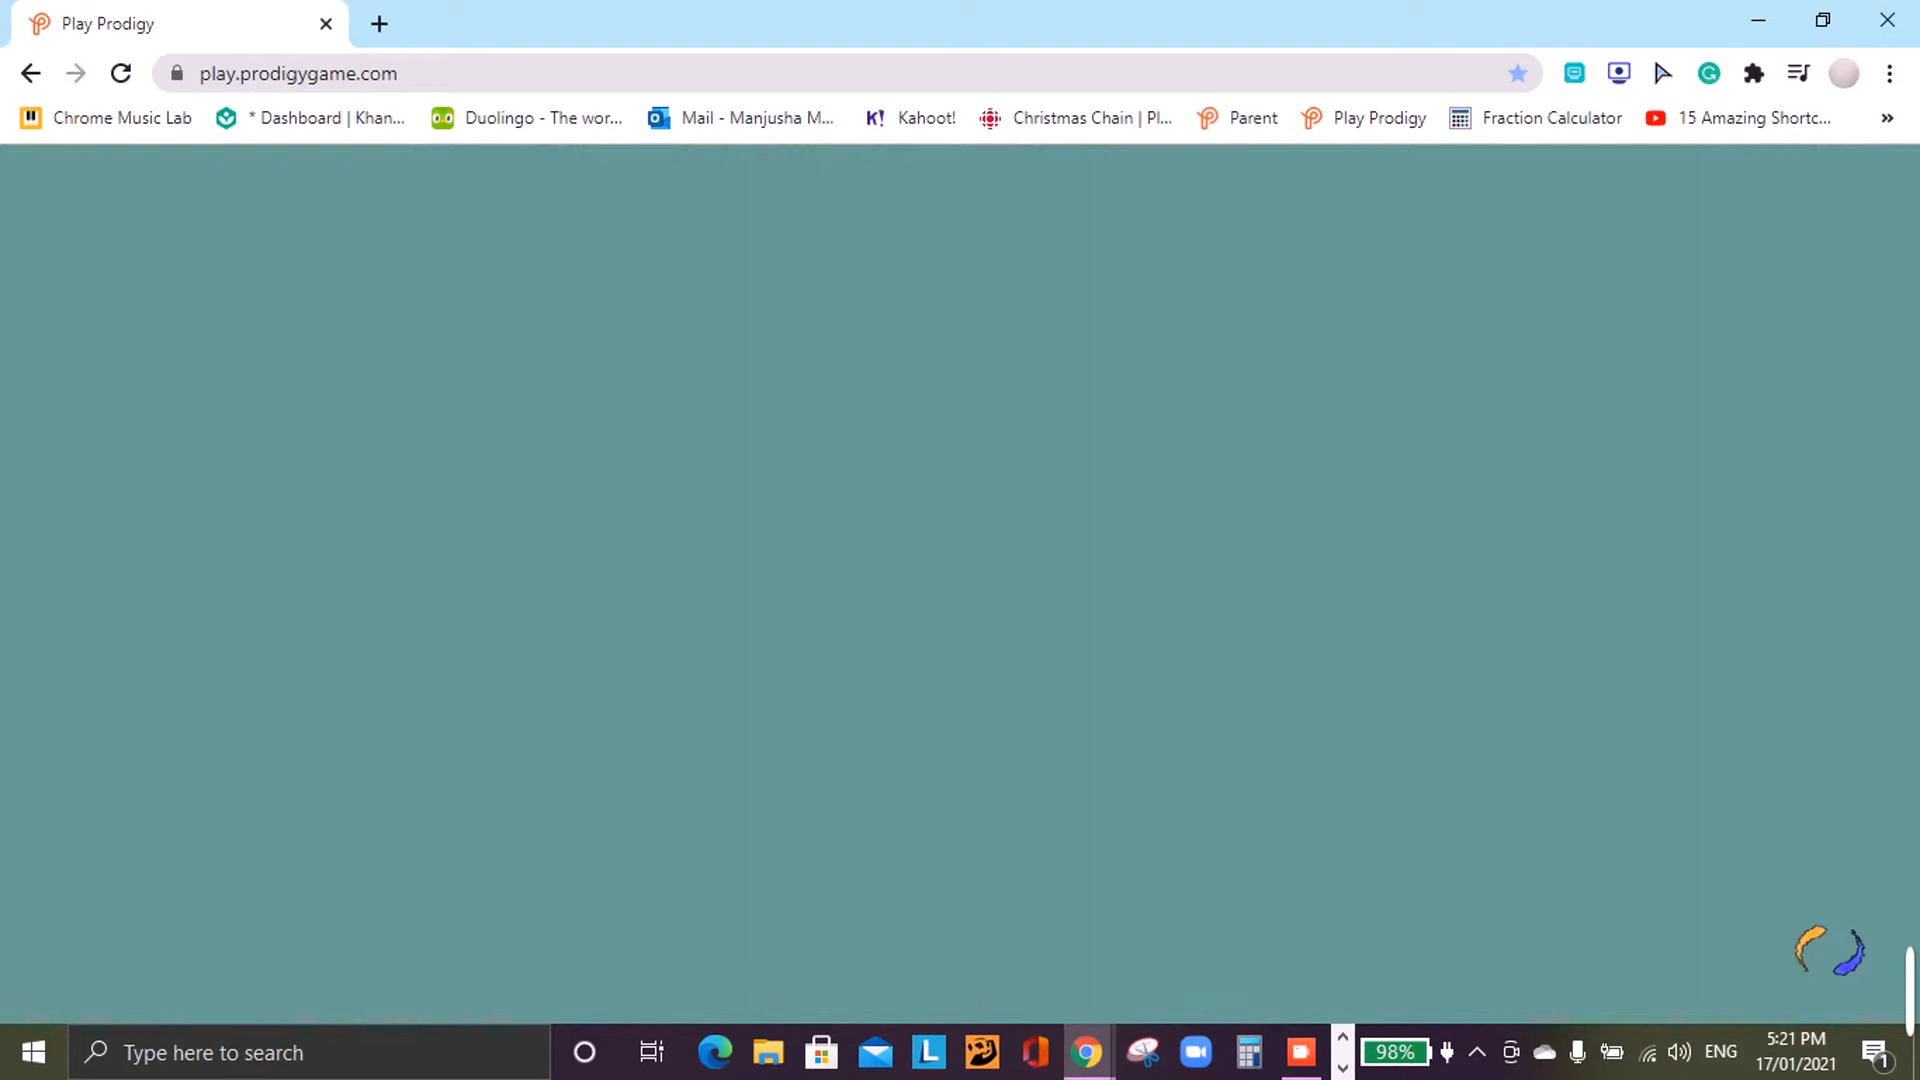 Play Prodigy
play.prodigygame.com
Chrome Music Lab
* Dashboard | Khan...
Duolingo - The wor...
Mail - Manjusha M...
K! Kahoot!
Christmas Chain | Pl...
Parent
Play Prodigy
Fraction Calculator
15 Amazing Shortc...
»
Type here to search
L
98%
ENG
5:21 PM
17/01/2021
1